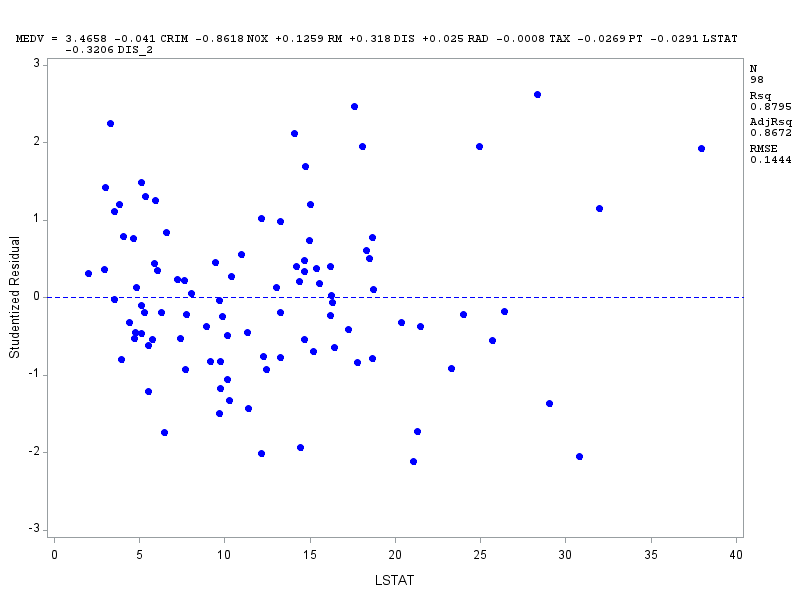 MEDV = 3.4658 -0.041 CRIM -0.8618 NOX +0.1259 RM +0.318 DIS +0.025 RAD -0.0008 TAX -0.0269 PT -0.0291 LSTAT
-0.3206 DIS_2
N
98
Rsq
0.8795
AdjRsq
0.8672
RMSE
0.1444
3
2
1
0
-1
-2
-3
Studentized Residual
0 5 10 15 20 25 30 35 40
LSTAT